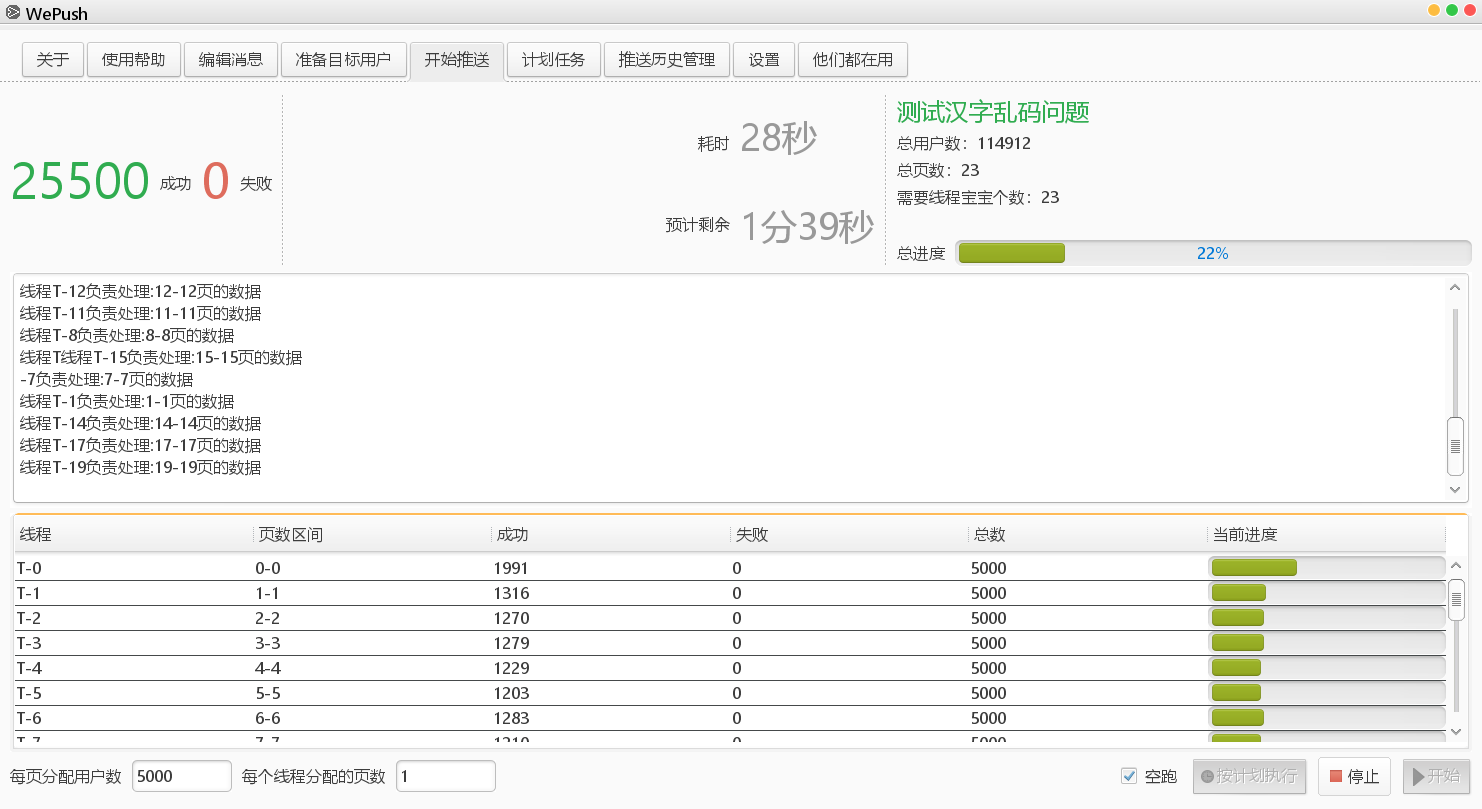 WePush
关于 使用帮助 编辑消息 准备目标用户 开始推送 计划任务 推送历史管理 设置 他们都在用
25500 成功 0 失败
耗时 28秒
预计剩余 1分39秒
测试汉字乱码问题
总用户数：114912
总页数：23
需要线程宝宝个数：23
总进度 22%
线程T-12负责处理:12-12页的数据
线程T-11负责处理:11-11页的数据
线程T-8负责处理:8-8页的数据
线程T线程T-15负责处理:15-15页的数据
-7负责处理:7-7页的数据
线程T-1负责处理:1-1页的数据
线程T-14负责处理:14-14页的数据
线程T-17负责处理:17-17页的数据
线程T-19负责处理:19-19页的数据
线程 页数区间 成功 失败 总数 当前进度
T-0 0-0 1991 0 5000
T-1 1-1 1316 0 5000
T-2 2-2 1270 0 5000
T-3 3-3 1279 0 5000
T-4 4-4 1229 0 5000
T-5 5-5 1203 0 5000
T-6 6-6 1283 0 5000
T-7 7-7 1210 0 5000
每页分配用户数 5000 每个线程分配的页数 1 空跑 按计划执行 停止 开始